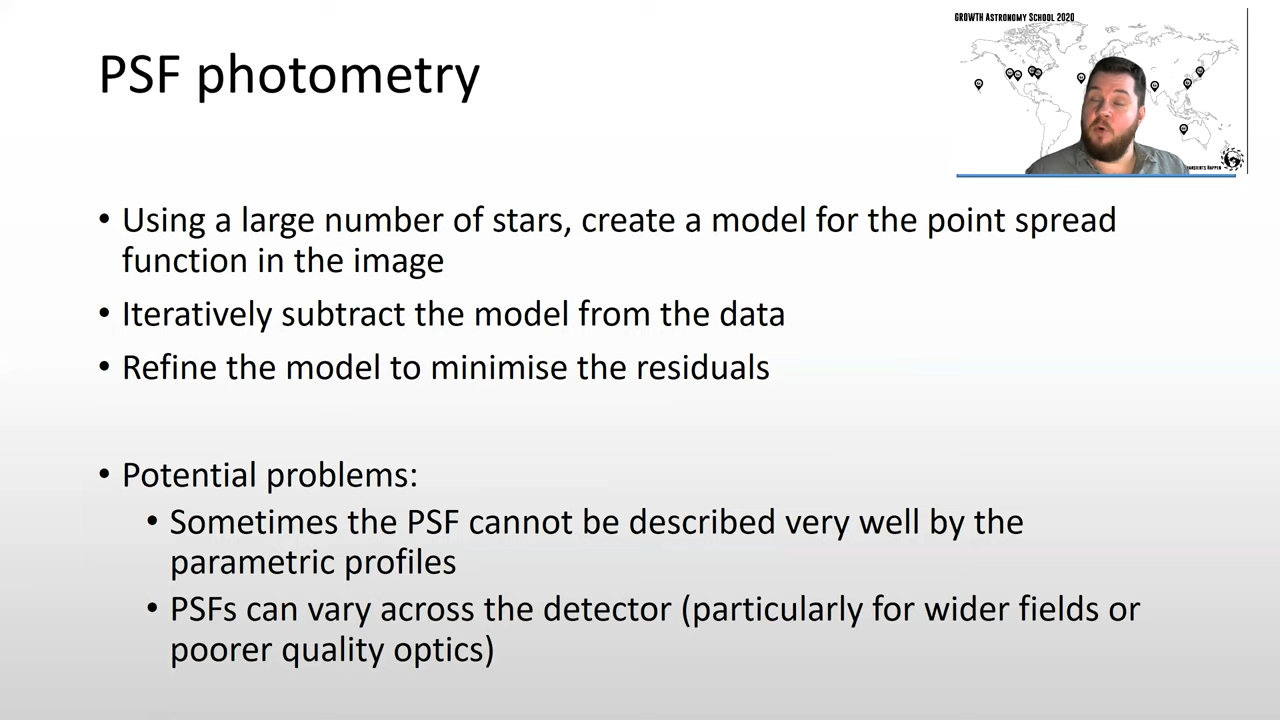 GROWTH ASTRONOMY SCHOOL 2020
PSF photometry
• Using a large number of stars, create a model for the point spread
function in the image
• Iteratively subtract the model from the data
• Refine the model to minimise the residuals
• Potential problems:
• Sometimes the PSF cannot be described very well by the
parametric profiles
• PSFs can vary across the detector (particularly for wider fields or
poorer quality optics)